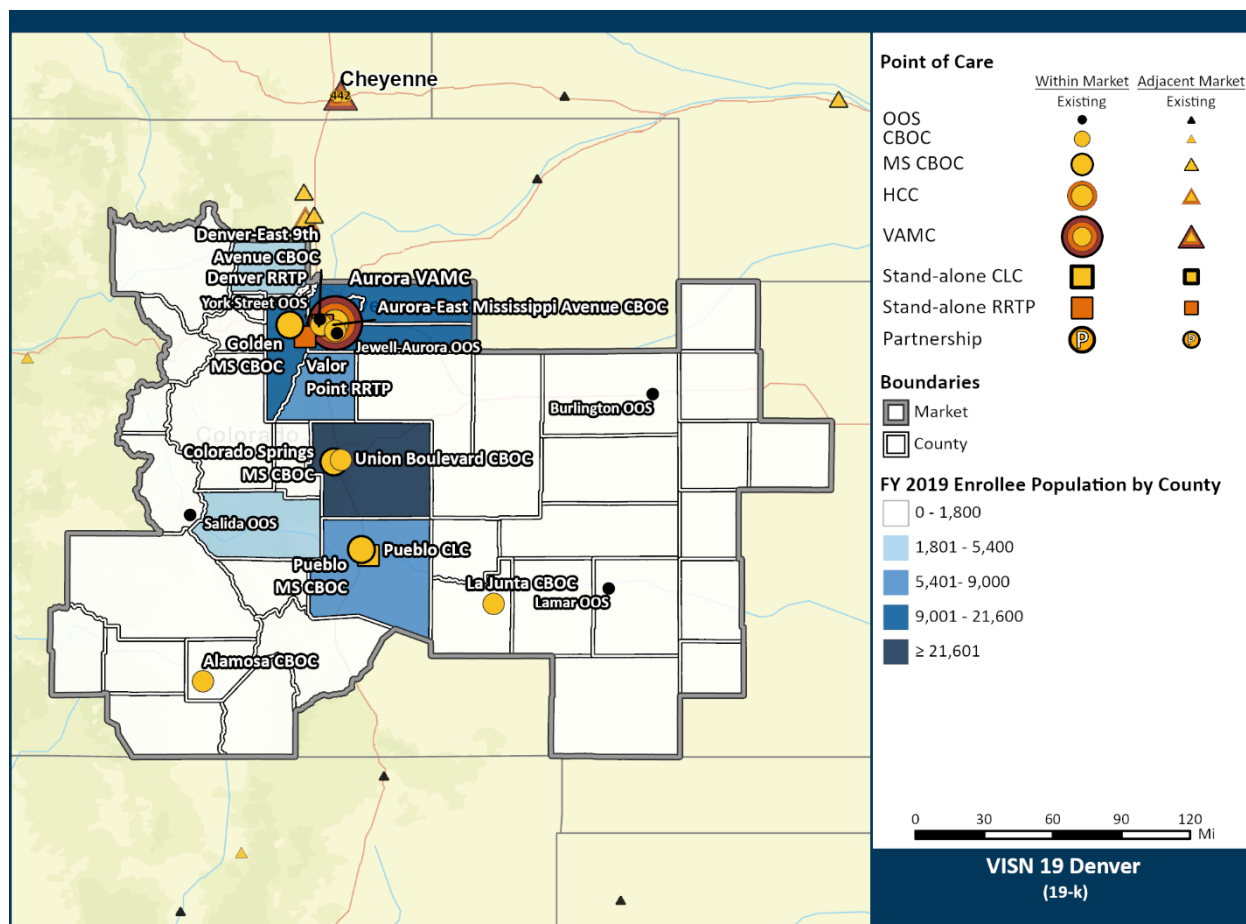 Cheyenne
442
Denver-East 9th
Avenue CBOC
Denver RRTP
York Street OOS
Aurora VAMC
Aurora-East Mississippi Avenue CBOC
Jewell-Aurora OOS
Golden
MS CBOC
Valor
Point RRTP
Burlington OOS
Colorado
Colorado Springs
MS CBOC
Union Boulevard CBOC
Salida OOS
Pueblo CLC
Pueblo
MS CBOC
La Junta CBOC
Lamar OOS
Alamosa CBOC
Point of Care
Within Market
Adjacent Market
Existing
Existing
OOS
CBOC
MS CBOC
HCC
VAMC
Stand-alone CLC
Stand-alone RRTP
Partnership
P
P
Boundaries
Market
County
FY 2019 Enrollee Population by County
0 - 1,800
1,801 - 5,400
5,401- 9,000
9,001 - 21,600
≥ 21,601
0 30 60 90 120
Mi
VISN 19 Denver
(19-k)